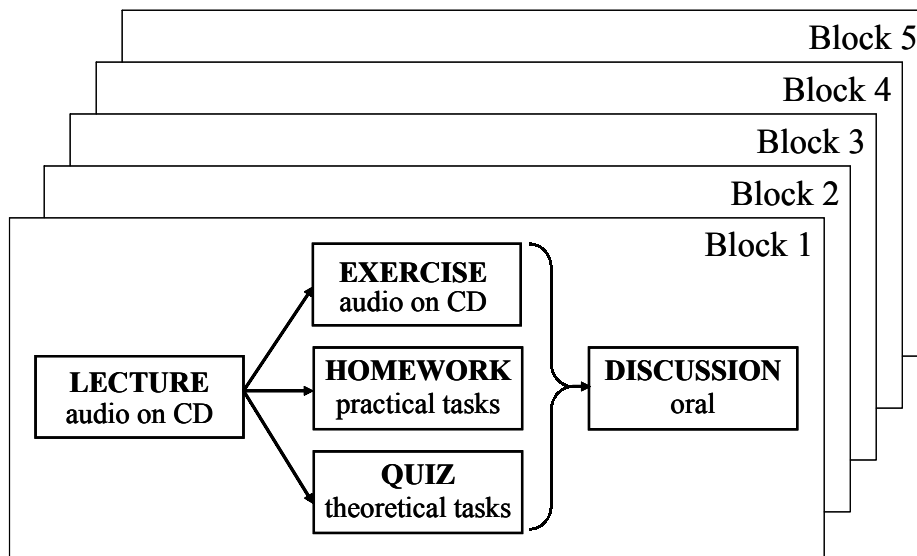 Block 5
Block 4
Block 3
Block 2
Block 1
EXERCISE
audio on CD
LECTURE
audio on CD
HOMEWORK
practical tasks
DISCUSSION
oral
QUIZ
theoretical tasks